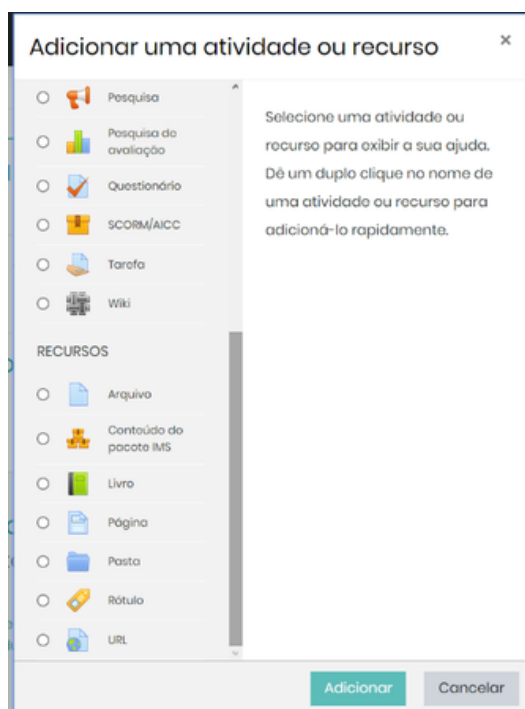 Adicionar uma atividade ou recurso
×
Pesquisa
Pesquisa de
avaliação
Questionário
SCORM/AICC
Tarefa
Wiki
RECURSOS
Arquivo
Conteúdo do
pacote IMS
Livro
Página
Pasta
Rótulo
URL
Selecione uma atividade ou
recurso para exibir a sua ajuda.
Dê um duplo clique no nome de
uma atividade ou recurso para
adicioná-lo rapidamente.
Adicionar
Cancelar